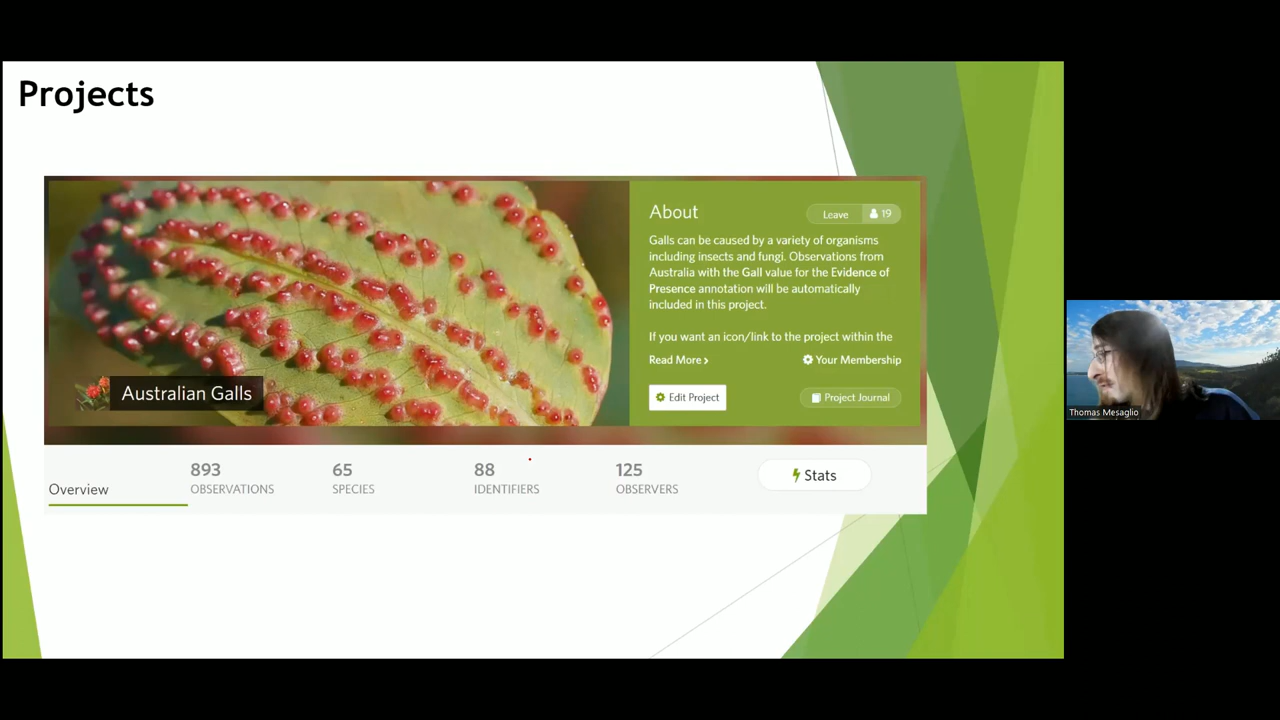 Projects
About
Leave 19
Galls can be caused by a variety of organisms
including insects and fungi. Observations from
Australia with the Gall value for the Evidence of
Presence annotation will be automatically
included in this project.
If you want an icon/link to the project within the
Read More ›
Your Membership
Australian Galls
Edit Project
Project Journal
Overview
893
OBSERVATIONS
65
SPECIES
88
IDENTIFIERS
125
OBSERVERS
Stats
Thomas Mesaglio